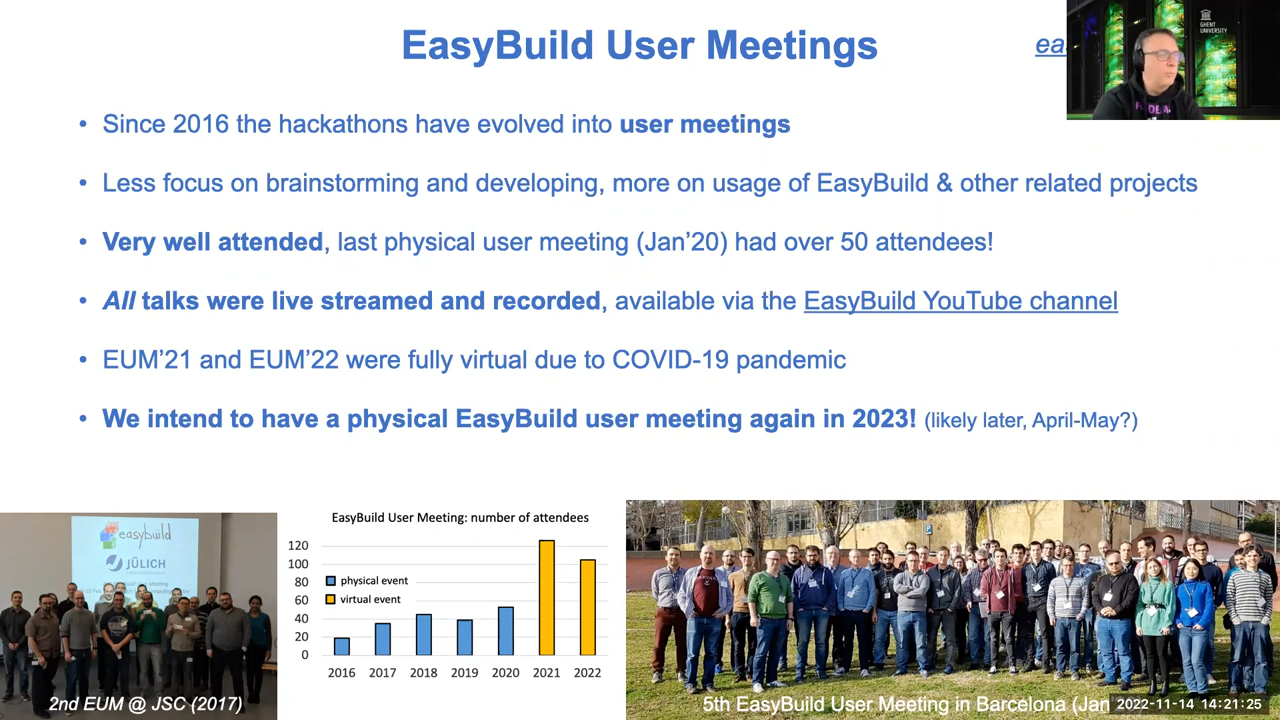 EasyBuild User Meetings
ea
GHENT
UNIVERSITY
• Since 2016 the hackathons have evolved into user meetings
• Less focus on brainstorming and developing, more on usage of EasyBuild & other related projects
• Very well attended, last physical user meeting (Jan’20) had over 50 attendees!
• All talks were live streamed and recorded, available via the EasyBuild YouTube channel
• EUM’21 and EUM’22 were fully virtual due to COVID-19 pandemic
• We intend to have a physical EasyBuild user meeting again in 2023! (likely later, April-May?)
easybuild
JÜLICH
2nd EUM @ JSC (2017)
EasyBuild User Meeting: number of attendees
120
100
80
60
40
20
0
physical event
virtual event
2016 2017 2018 2019 2020 2021 2022
5th EasyBuild User Meeting in Barcelona (Jan
2022-11-14 14:21:25